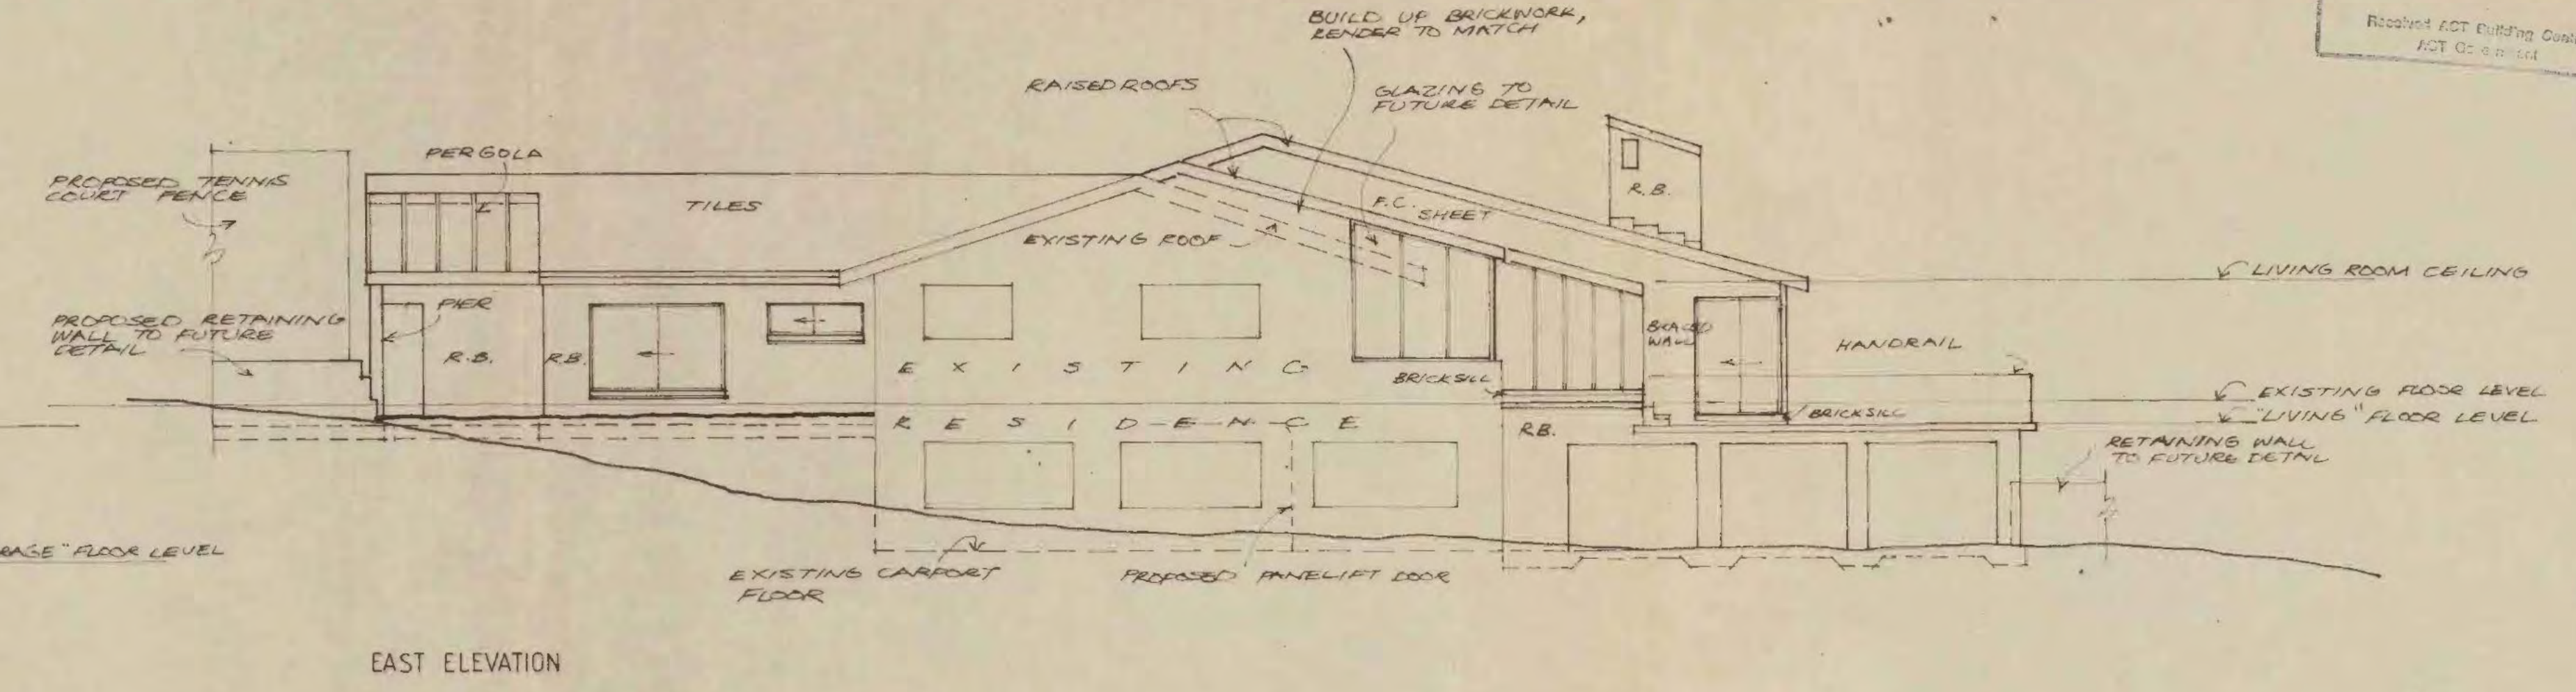 BUILD UP BRICKWORK,
RENDER TO MATCH
Received ACT Building
ACT
RAISED ROOFS
GLAZING TO
FUTURE DETAIL
PERGOLA
PROPOSED TENNIS
COURT FENCE
TILES
R.B.
F.C. SHEET
EXISTING ROOF
LIVING ROOM CEILING
PROPOSED RETAINING
WALL TO FUTURE
DETAIL
PIER
R.B.
R.B.
BRACED
WALL
HANDRAIL
EXISTING
BRICKSILL
EXISTING FLOOR LEVEL
"LIVING" FLOOR LEVEL
BRICKSILL
RESIDENCE
R.B.
RETAINING WALL
TO FUTURE DETAIL
RAGE" FLOOR LEVEL
EXISTING CARPORT
FLOOR
PROPOSED PANELIFT DOOR
EAST ELEVATION